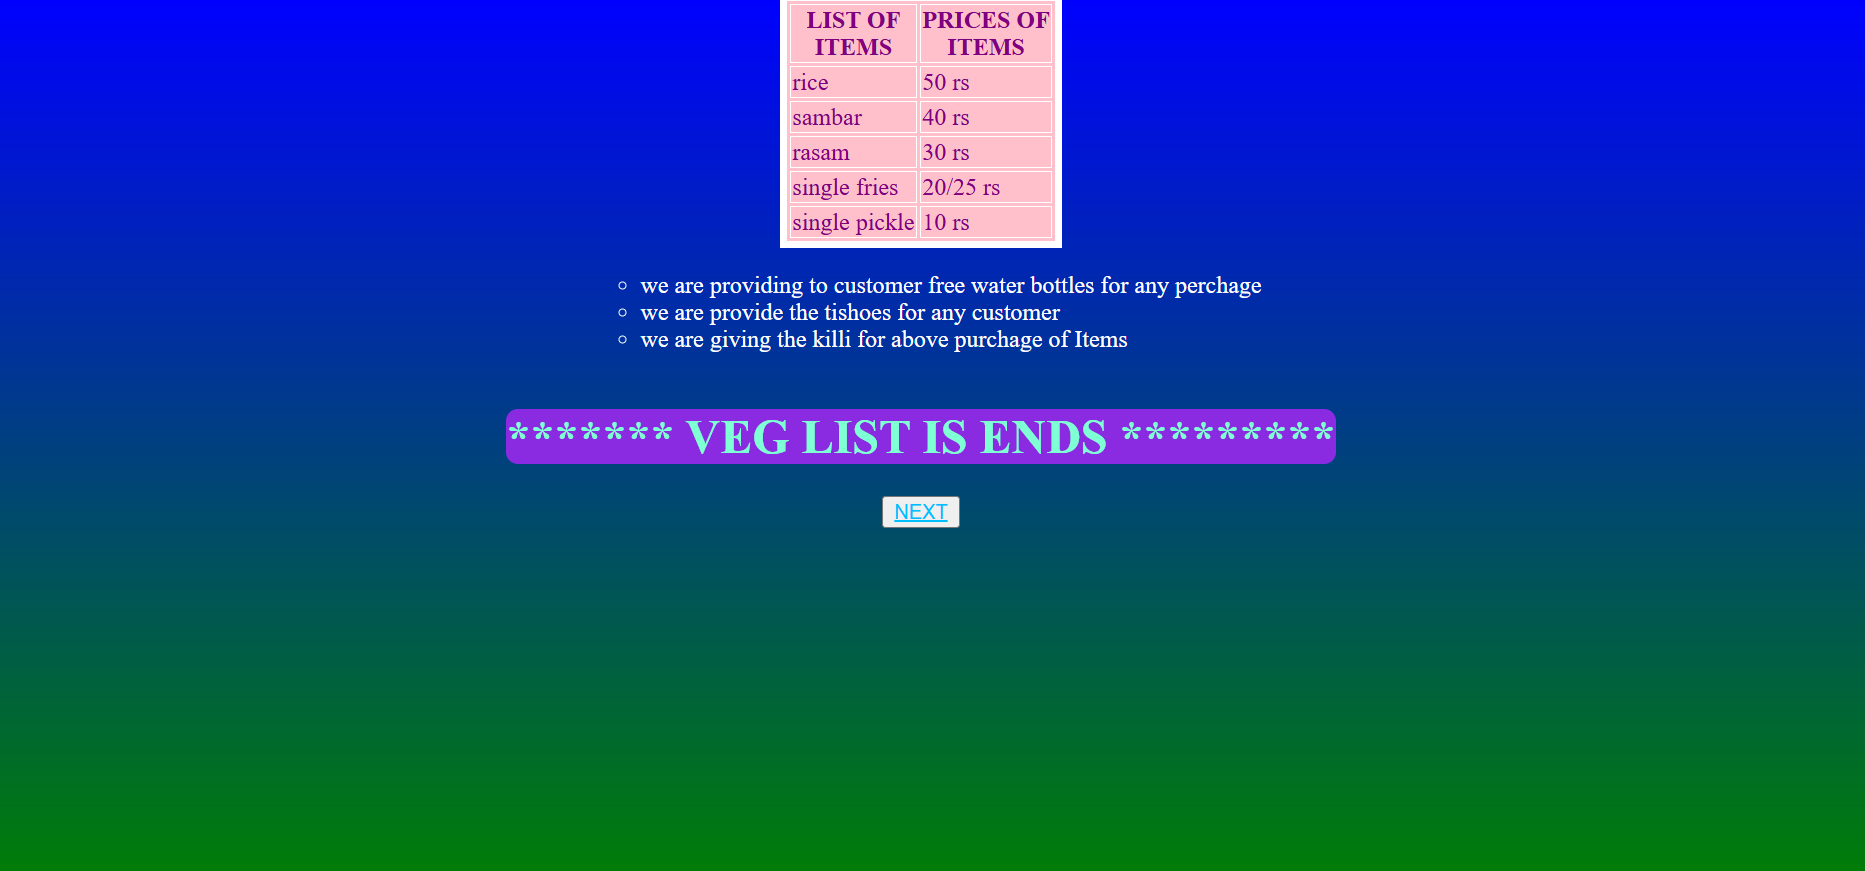 LIST OF PRICES OF
ITEMS ITEMS
rice 50 rs
sambar 40 rs
rasam 30 rs
single fries 20/25 rs
single pickle 10 rs
we are providing to customer free water bottles for any perchage
we are provide the tishoes for any customer
we are giving the killi for above purchage of Items
******* VEG LIST IS ENDS *********
NEXT